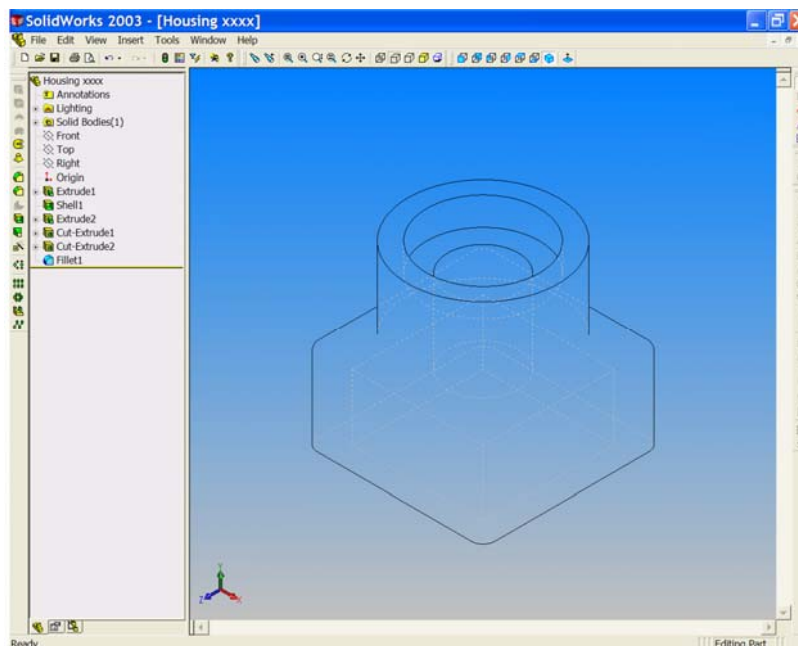 SolidWorks 2003 - [Housing xxxx]
File Edit View Insert Tools Window Help
Housing xxxx
Annotations
Lighting
Solid Bodies(1)
Front
Top
Right
Origin
Extrude1
Shell1
Extrude2
Cut-Extrude1
Cut-Extrude2
Fillet1
Y
Z
X
Ready
Editing Part